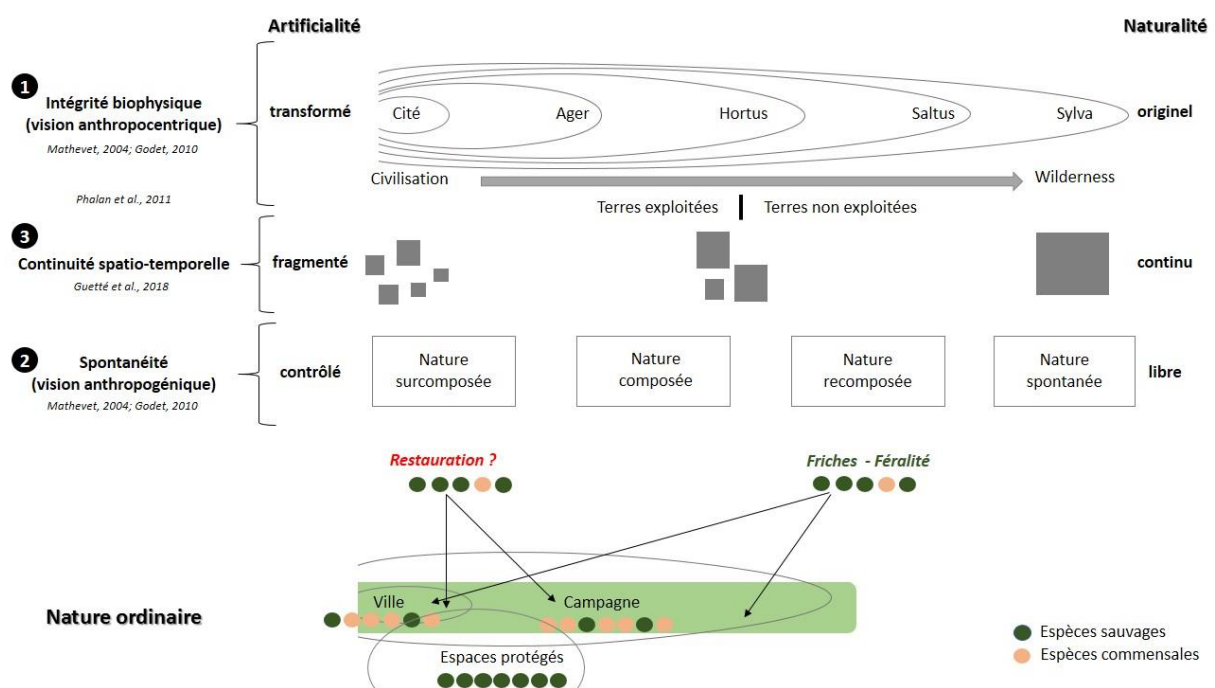 Artificialité
Naturalité
1
Intégrité biophysique
(vision anthropocentrique)
Mathevet, 2004; Godet, 2010
Phalan et al., 2011
transformé
Cité
Ager
Hortus
Saltus
Sylva
originel
Civilisation
Wilderness
Terres exploitées
Terres non exploitées
3
Continuité spatio-temporelle
Guetté et al., 2018
fragmenté
continu
2
Spontanéité
(vision anthropogénique)
Mathevet, 2004; Godet, 2010
contrôlé
Nature
surcomposée
Nature
composée
Nature
recomposée
Nature
spontanée
libre
Restauration ?
Friches - Féralité
Nature ordinaire
Ville
Campagne
Espaces protégés
Espèces sauvages
Espèces commensales